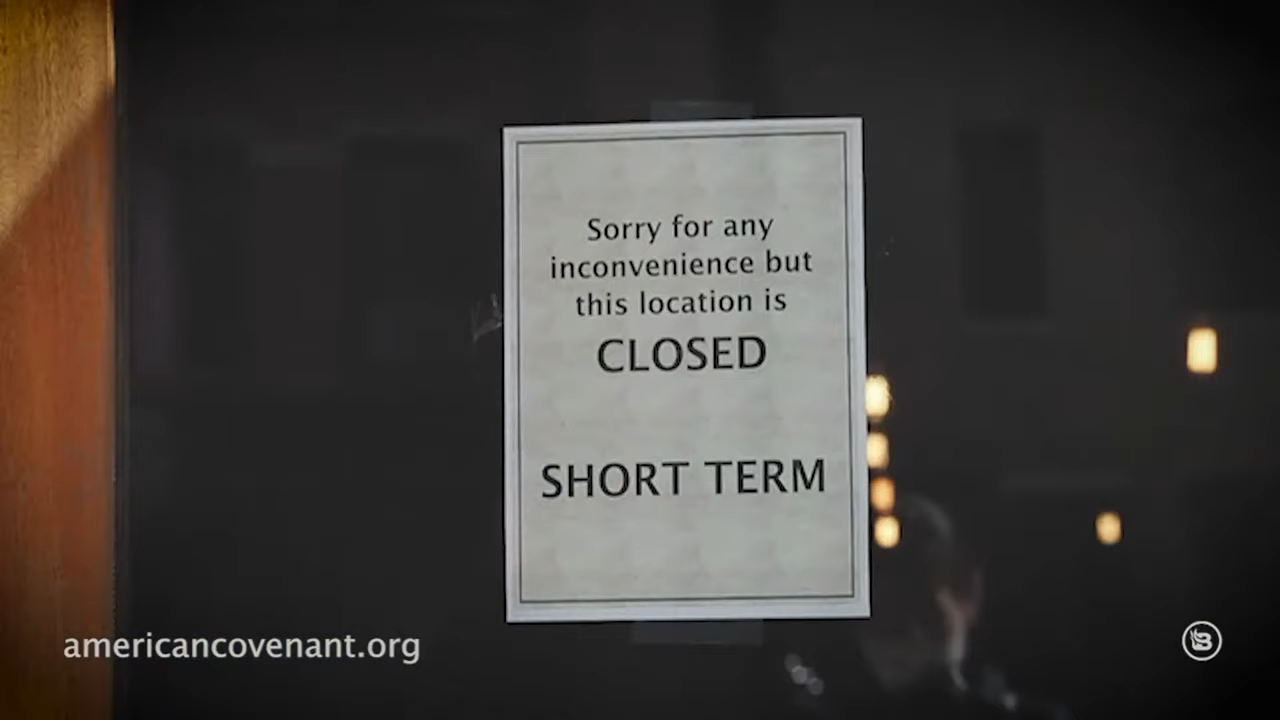 Sorry for any
inconvenience but
this location is
CLOSED
SHORT TERM
americancovenant.org
B